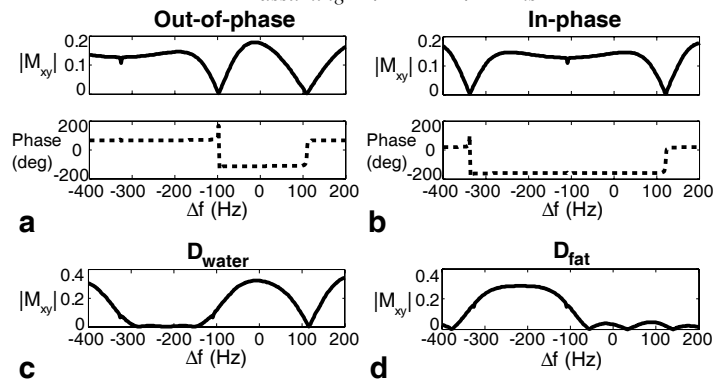 Out-of-phase
In-phase
|Mxy|
0.2
0.1
0
|Mxy|
0.2
0.1
0
Phase
(deg)
200
0
-200
Phase
(deg)
200
0
-200
-400 -300 -200 -100 0 100 200
-400 -300 -200 -100 0 100 200
a
Δf (Hz)
b
Δf (Hz)
Dwater
Dfat
|Mxy|
0.4
0.2
0
|Mxy|
0.4
0.2
0
-400 -300 -200 -100 0 100 200
-400 -300 -200 -100 0 100 200
c
Δf (Hz)
d
Δf (Hz)